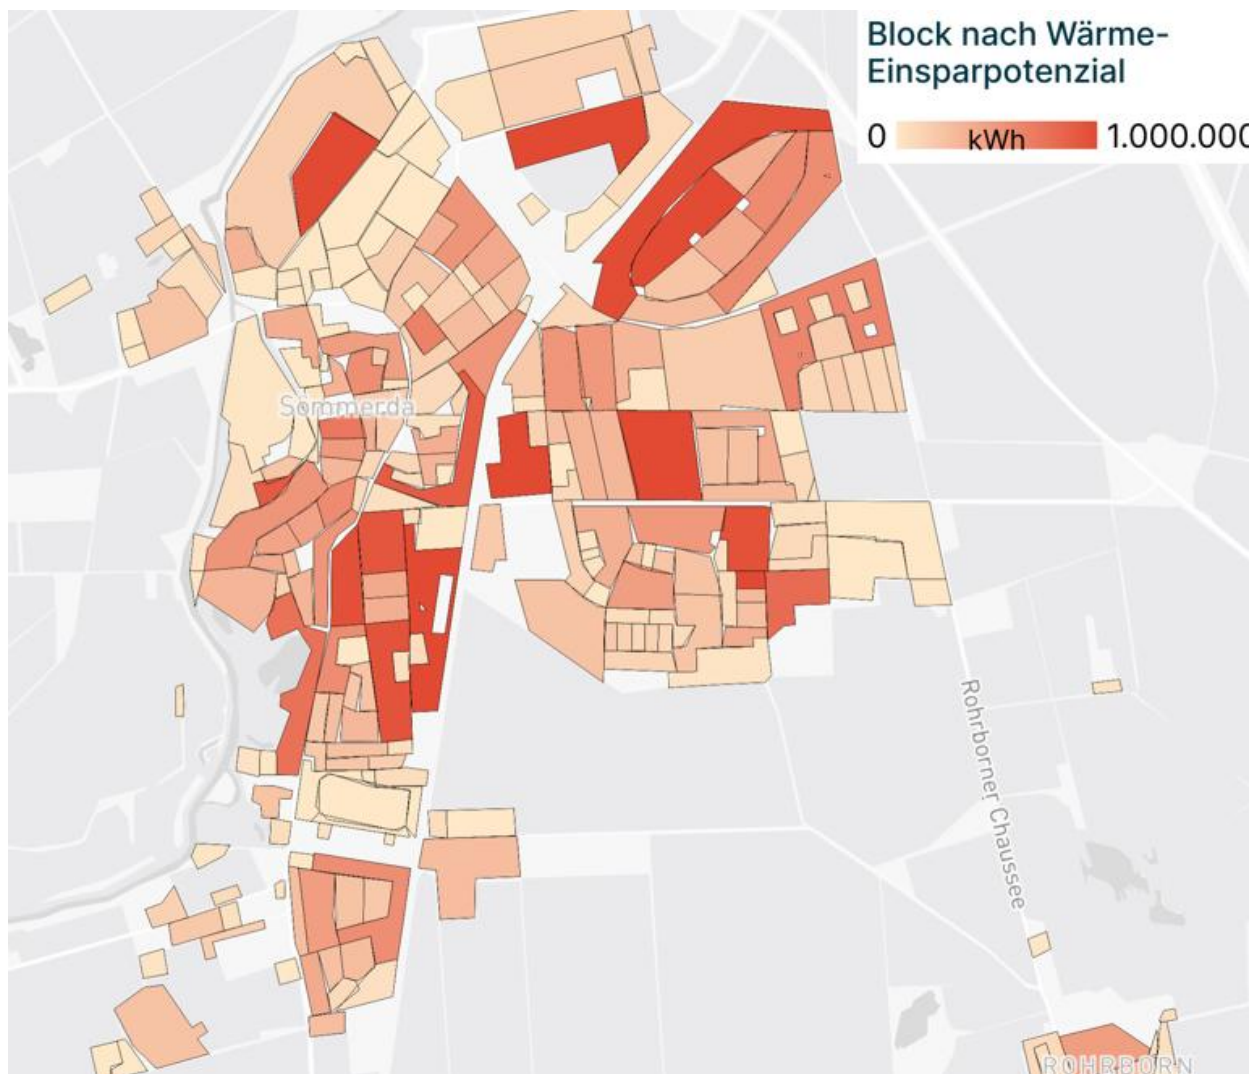 Block nach Wärme-
Einsparpotenzial
0 kWh 1.000.000
Sömmerda
Rohrborner Chaussee
ROHRBORN